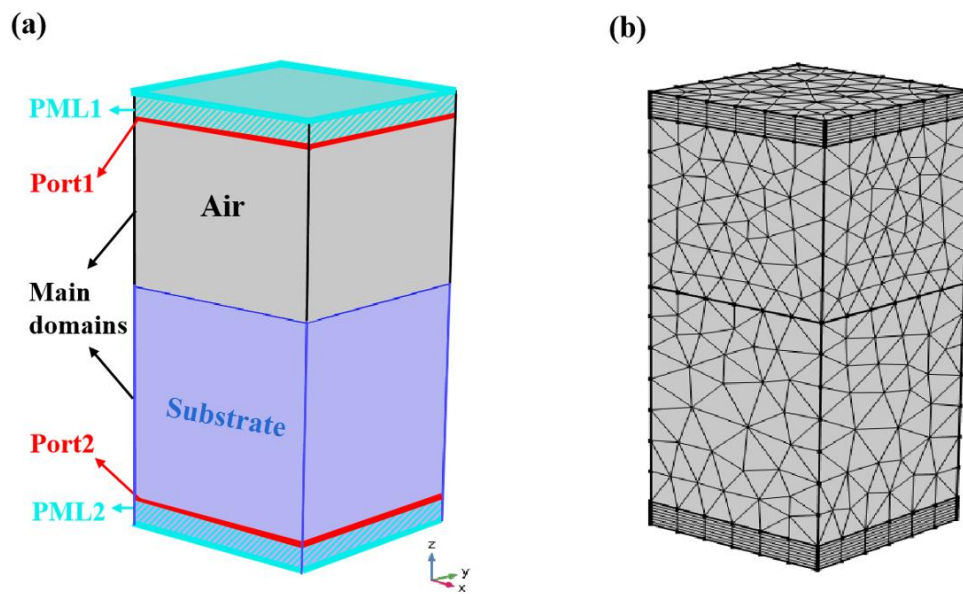 (a)
PML1
Port1
Air
Main
domains
Substrate
Port2
PML2
z
y
x
(b)